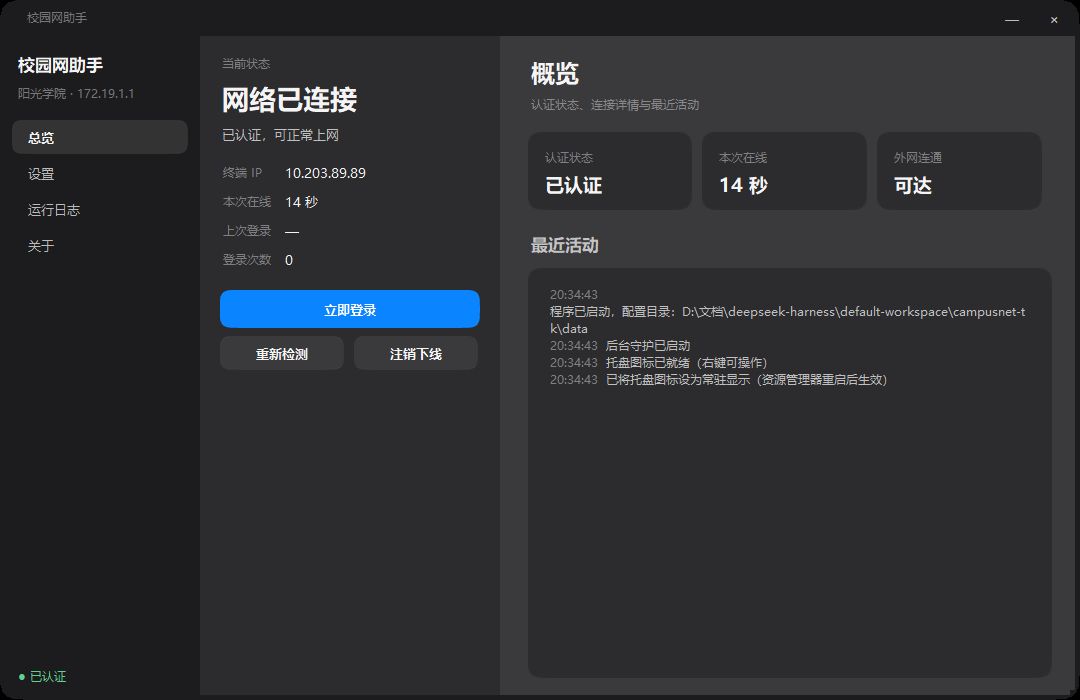 校园网助手
— ×
校园网助手
阳光学院 · 172.19.1.1
总览
设置
运行日志
关于
● 已认证
当前状态
网络已连接
已认证，可正常上网
终端 IP 10.203.89.89
本次在线 14 秒
上次登录 —
登录次数 0
立即登录
重新检测 注销下线
概览
认证状态、连接详情与最近活动
认证状态
已认证
本次在线
14 秒
外网连通
可达
最近活动
20:34:43
程序已启动，配置目录：D:\文档\deepseek-harness\default-workspace\campusnet-t
k\data
20:34:43 后台守护已启动
20:34:43 托盘图标已就绪（右键可操作）
20:34:43 已将托盘图标设为常驻显示（资源管理器重启后生效）